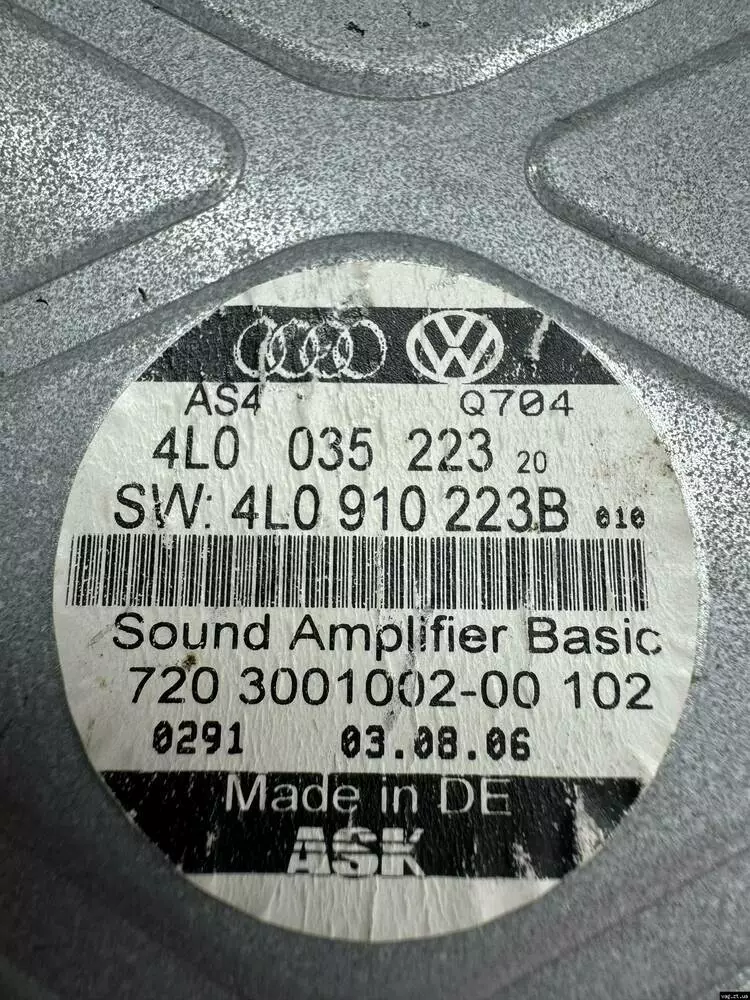 AS4 Q704
4L0 035 223 20
SW: 4L0 910 223B 010
Sound Amplifier Basic
720 3001002-00 102
0291 03.08.06
Made in DE
ASK
vag.zt.ua